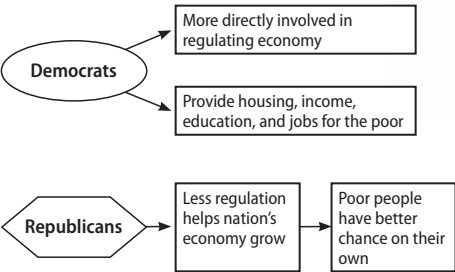 More directly involved in
regulating economy
Democrats
Provide housing, income,
education, and jobs for the poor
Republicans
Less regulation
helps nation's
economy grow
Poor people
have better
chance on their
own